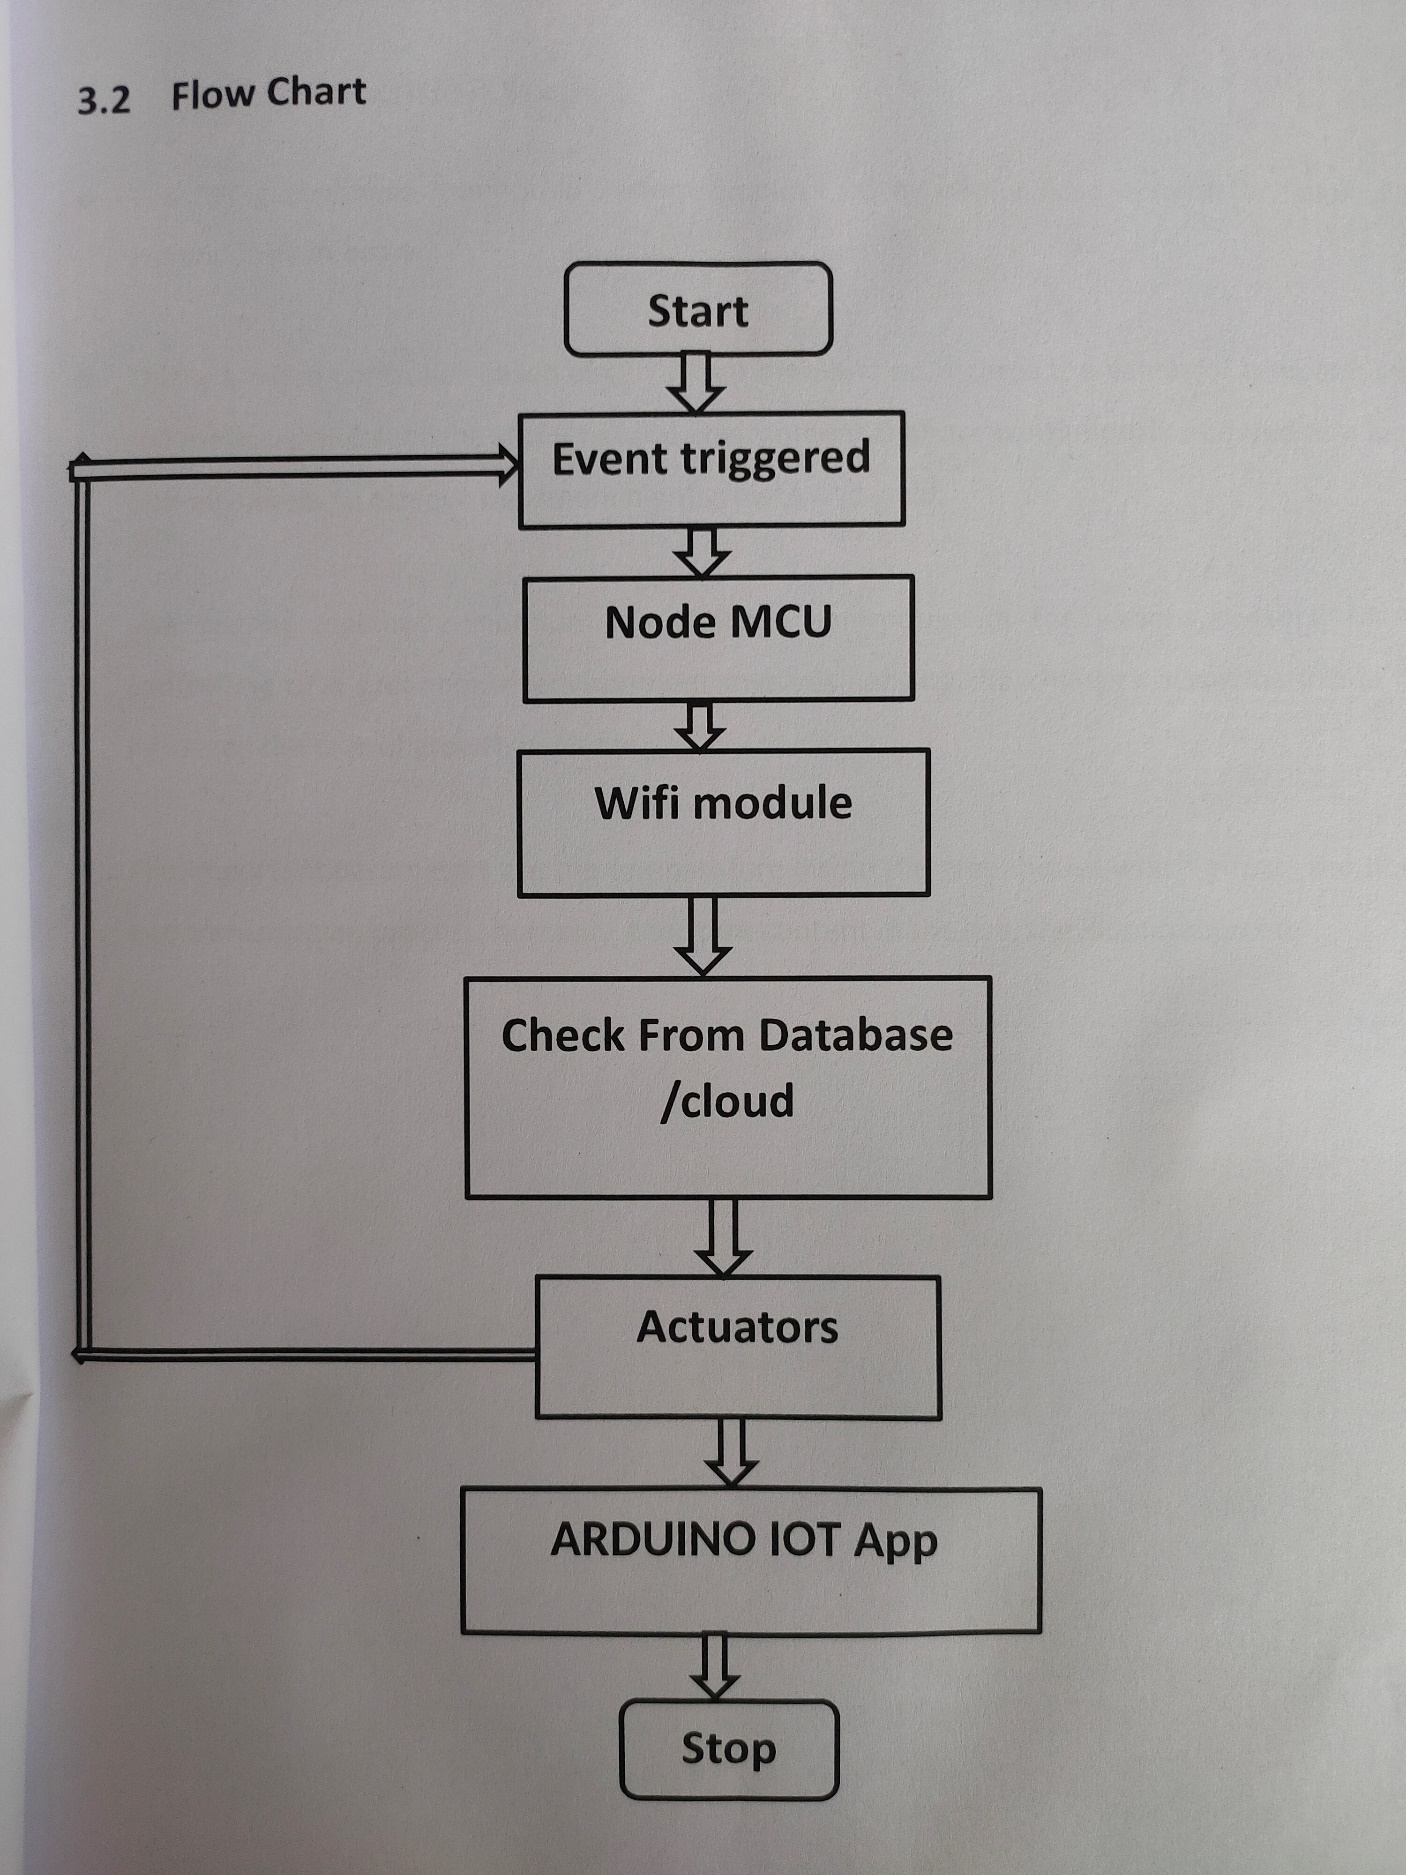 3.2 Flow Chart
Start
Event triggered
Node MCU
Wifi module
Check From Database
/cloud
Actuators
ARDUINO IOT App
Stop